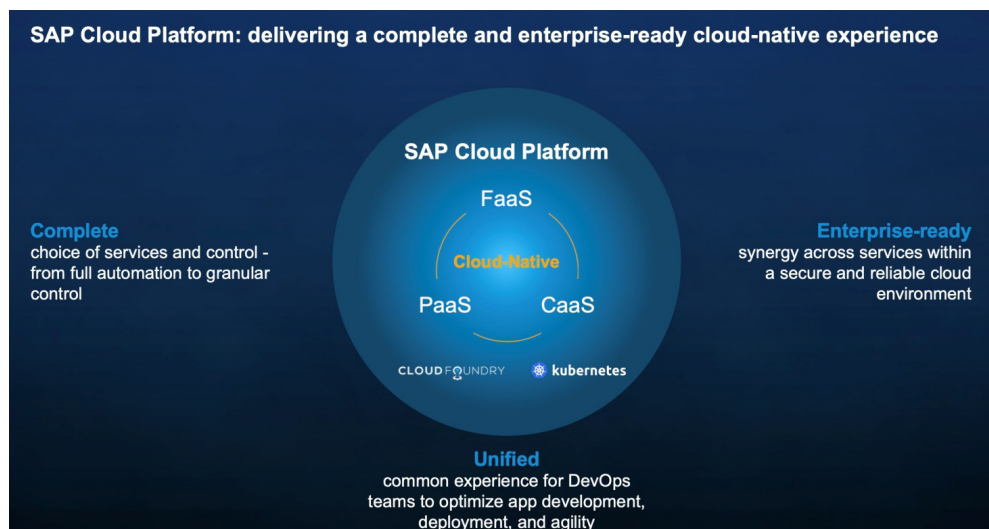 SAP Cloud Platform: delivering a complete and enterprise-ready cloud-native experience
SAP Cloud Platform
FaaS
Cloud-Native
PaaS
CaaS
CLOUDFOUNDRY
kubernetes
Complete
choice of services and control -
from full automation to granular
control
Enterprise-ready
synergy across services within
a secure and reliable cloud
environment
Unified
common experience for DevOps
teams to optimize app development,
deployment, and agility